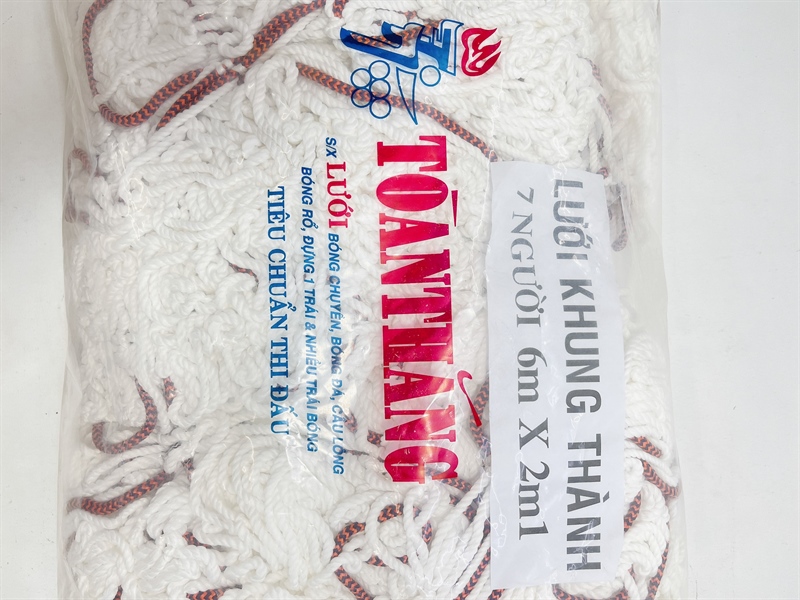 TOÀN THẮNG
S/X LƯỚI BÓNG CHUYỀN, BÓNG ĐÁ, CẦU LÔNG
BÓNG RỔ, ĐỰNG 1 TRÁI & NHIỀU TRÁI BÓNG
TIÊU CHUẨN THI ĐẤU
LƯỚI KHUNG THÀNH
7 NGƯỜI 6m X 2m1